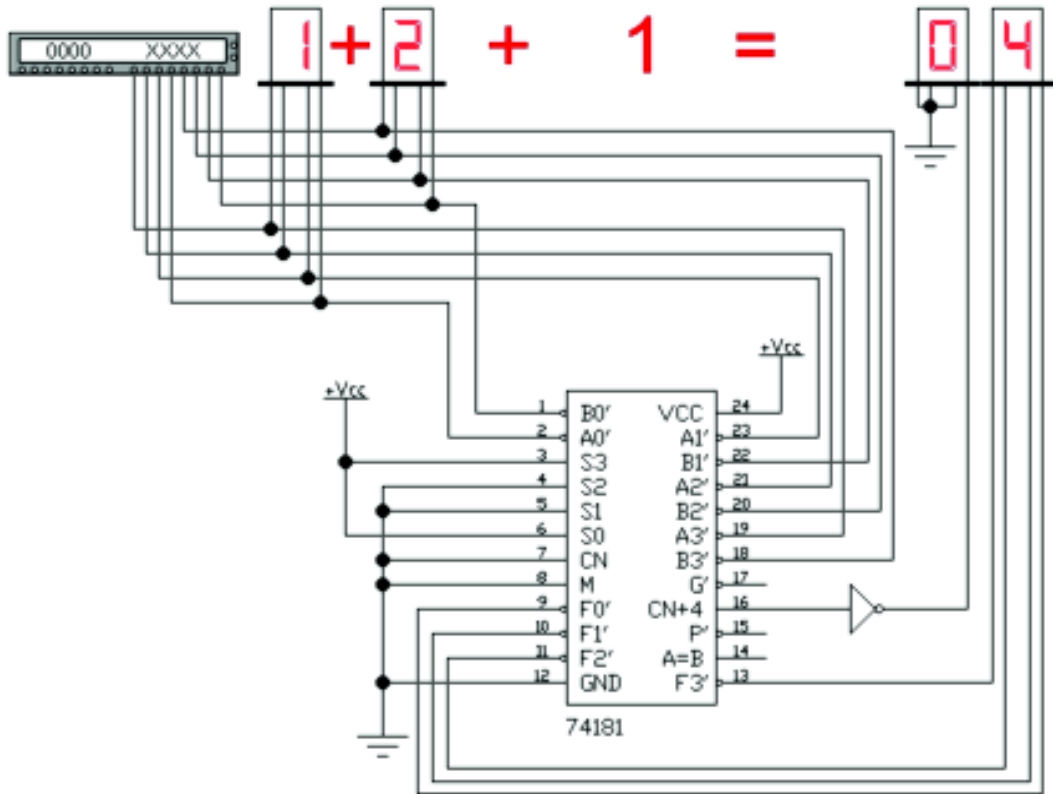 0000 XXXX
1 + 2 + 1 = 0 4
+Vcc
+Vcc
1 B0' VCC 24
2 A0' A1' 23
3 S3 B1' 22
4 S2 A2' 21
5 S1 B2' 20
6 S0 A3' 19
7 CN B3' 18
8 M G' 17
9 F0' CN+4 16
10 F1' P' 15
11 F2' A=B 14
12 GND F3' 13
74181